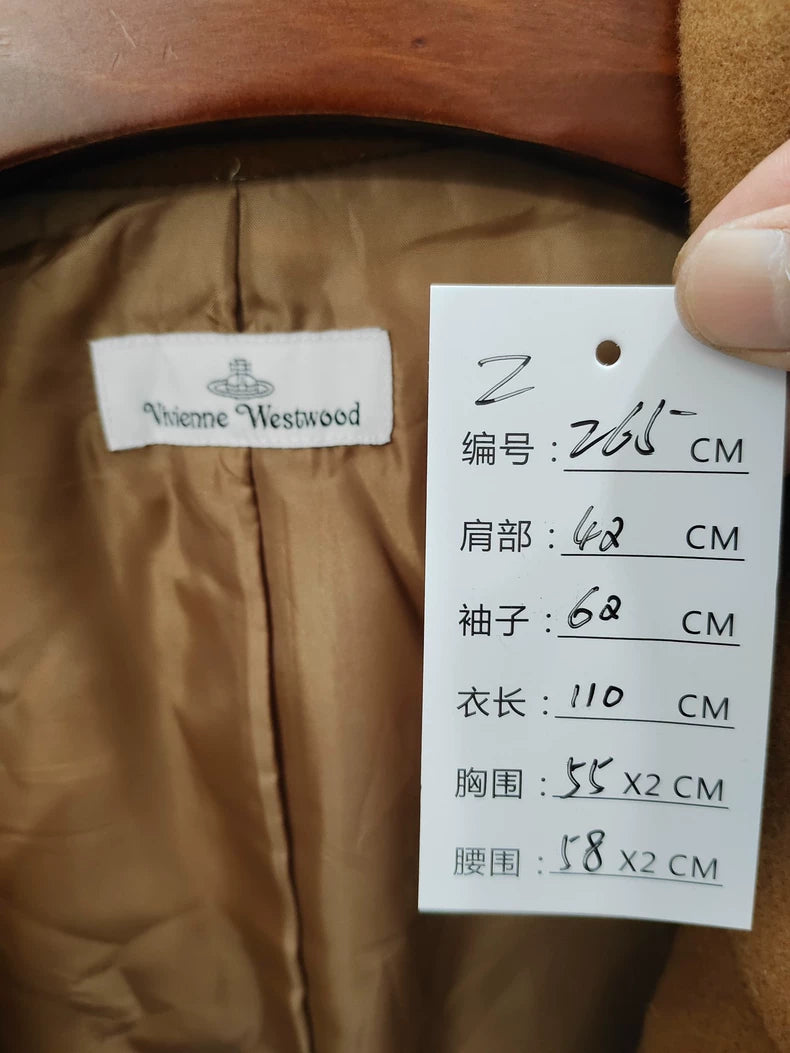 Vivienne Westwood
Z
编号：265 CM
肩部：42 CM
袖子：62 CM
衣长：110 CM
胸围：55 X2 CM
腰围：58 X2 CM